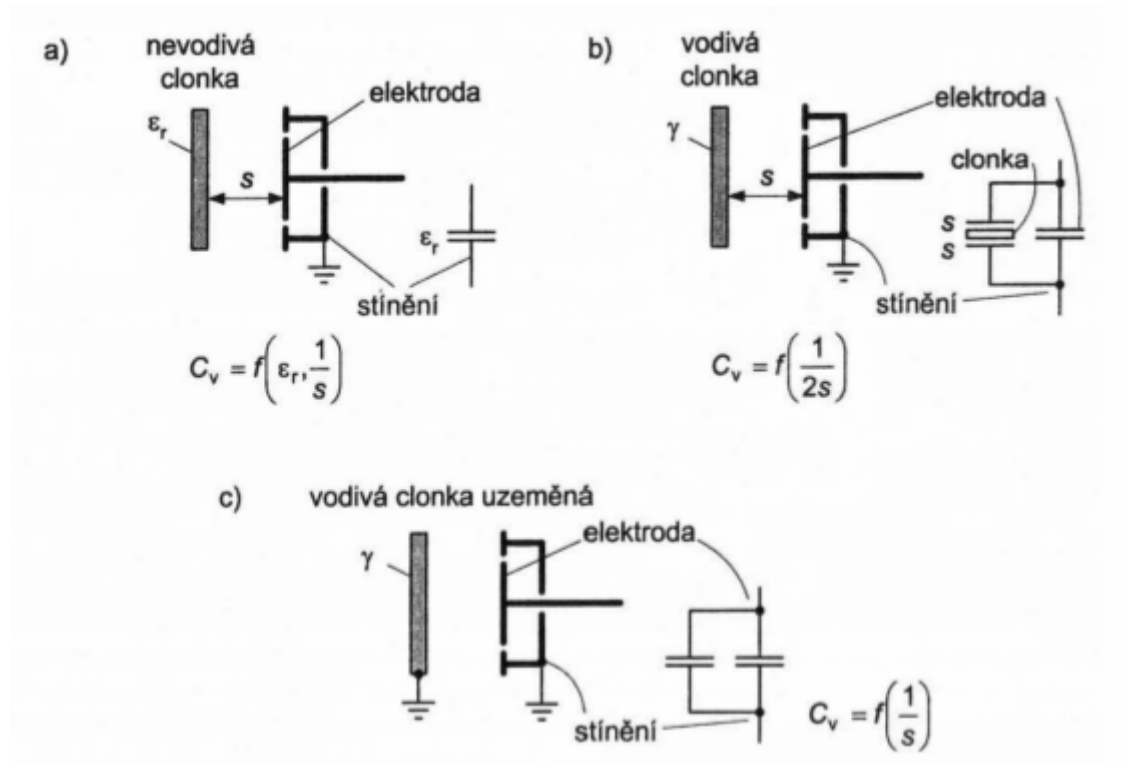 a)
nevodivá
clonka
elektroda
εr
s
εr
stínění
Cv = f(εr, 1/s)
b)
vodivá
clonka
elektroda
γ
clonka
s
s
s
stínění
Cv = f(1/2s)
c)
vodivá clonka uzeměná
elektroda
γ
stínění
Cv = f(1/s)